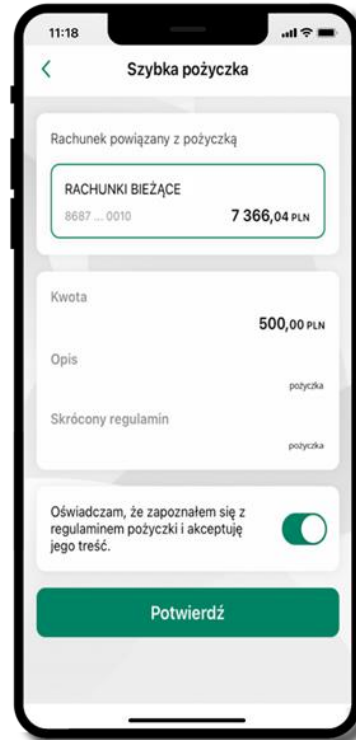 11:18
Szybka pożyczka
Rachunek powiązany z pożyczką
RACHUNKI BIEŻĄCE
8687 ... 0010
7 366,04 PLN
Kwota
500,00 PLN
Opis
pożyczka
Skrócony regulamin
pożyczka
Oświadczam, że zapoznałem się z
regulaminem pożyczki i akceptuję
jego treść.
Potwierdź